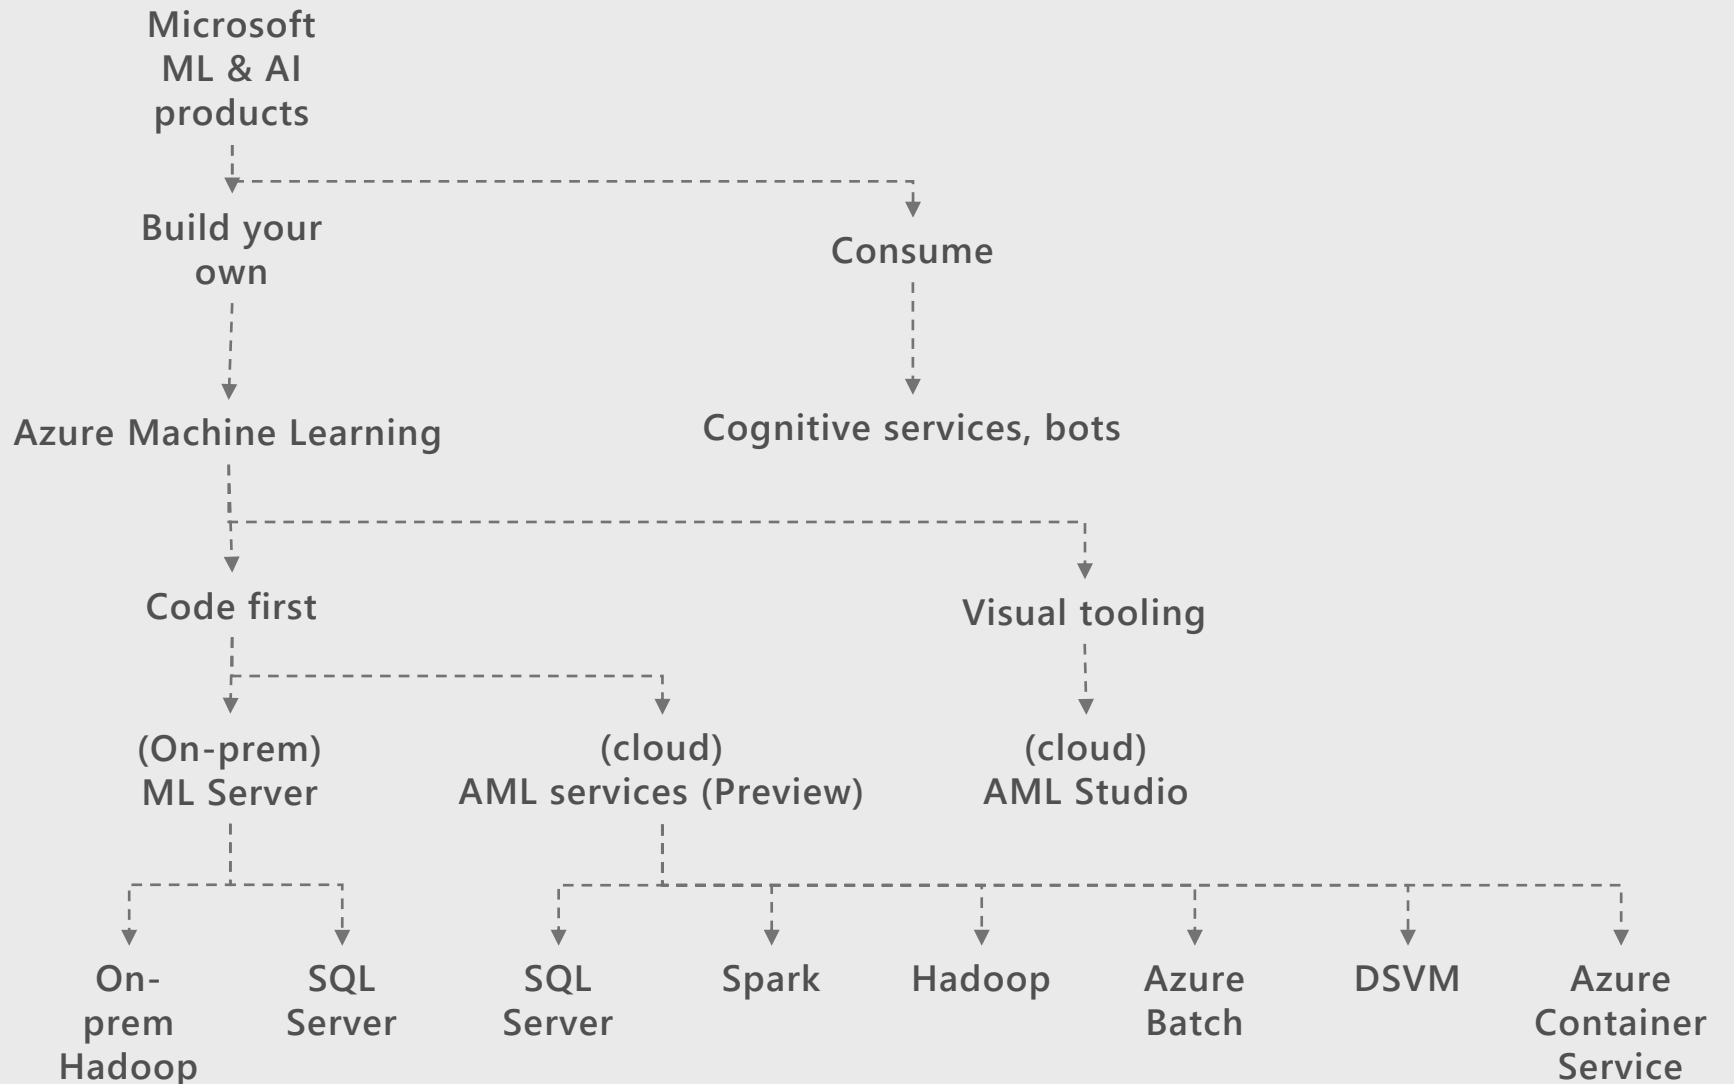 Microsoft
ML & AI
products
Build your
own
Consume
Azure Machine Learning
Cognitive services, bots
Code first
Visual tooling
(On-prem)
ML Server
(cloud)
AML services (Preview)
(cloud)
AML Studio
On-
prem
Hadoop
SQL
Server
SQL
Server
Spark
Hadoop
Azure
Batch
DSVM
Azure
Container
Service